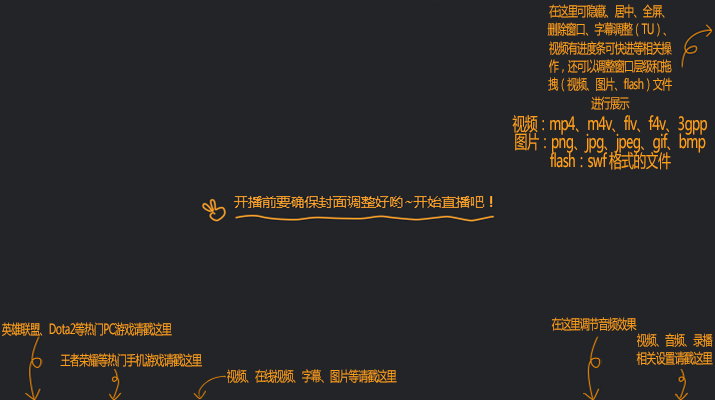 在这里可隐藏、居中、全屏、
删除窗口、字幕调整（TU）、
视频有进度条可快进等相关操
作，还可以调整窗口层级和拖
拽（视频、图片、flash）文件
进行展示
视频：mp4、m4v、flv、f4v、3gpp
图片：png、jpg、jpeg、gif、bmp
flash：swf 格式的文件
开播前要确保封面调整好哟~开始直播吧！
英雄联盟、Dota2等热门PC游戏请戳这里
王者荣耀等热门手机游戏请戳这里
视频、在线视频、字幕、图片等请戳这里
在这里调节音频效果
视频、音频、录播
相关设置请戳这里